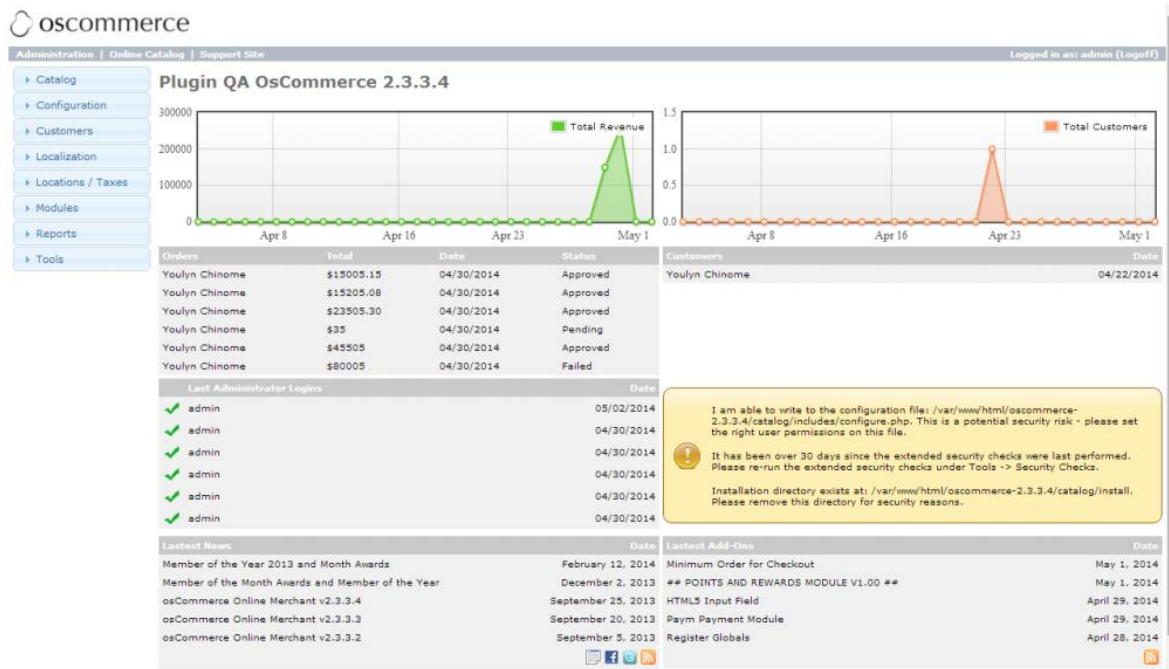 oscommerce
Administration | Online Catalog | Support Site Logged in as: admin (Logoff)
Catalog
Configuration
Customers
Localization
Locations / Taxes
Modules
Reports
Tools
Plugin QA OsCommerce 2.3.3.4
300000
200000
100000
0
Total Revenue
Apr 8 Apr 16 Apr 23 May 1
1.5
1.0
0.5
0.0
Total Customers
Apr 8 Apr 16 Apr 23 May 1
Orders Total Date Status
Youlyn Chinome $15005.15 04/30/2014 Approved
Youlyn Chinome $15205.08 04/30/2014 Approved
Youlyn Chinome $23505.30 04/30/2014 Approved
Youlyn Chinome $35 04/30/2014 Pending
Youlyn Chinome $45505 04/30/2014 Approved
Youlyn Chinome $80005 04/30/2014 Failed
Customers Date
Youlyn Chinome 04/22/2014
Last Administrator Logins Date
admin 05/02/2014
admin 04/30/2014
admin 04/30/2014
admin 04/30/2014
admin 04/30/2014
admin 04/30/2014
I am able to write to the configuration file: /var/www/html/oscommerce-
2.3.3.4/catalog/includes/configure.php. This is a potential security risk - please set
the right user permissions on this file.
It has been over 30 days since the extended security checks were last performed.
Please re-run the extended security checks under Tools -> Security Checks.
Installation directory exists at: /var/www/html/oscommerce-2.3.3.4/catalog/install.
Please remove this directory for security reasons.
Lastest News Date
Member of the Year 2013 and Month Awards February 12, 2014
Member of the Month Awards and Member of the Year December 2, 2013
osCommerce Online Merchant v2.3.3.4 September 25, 2013
osCommerce Online Merchant v2.3.3.3 September 20, 2013
osCommerce Online Merchant v2.3.3.2 September 5, 2013
Lastest Add-Ons Date
Minimum Order for Checkout May 1, 2014
## POINTS AND REWARDS MODULE V1.00 ## May 1, 2014
HTML5 Input Field April 29, 2014
Paym Payment Module April 29, 2014
Register Globals April 28, 2014